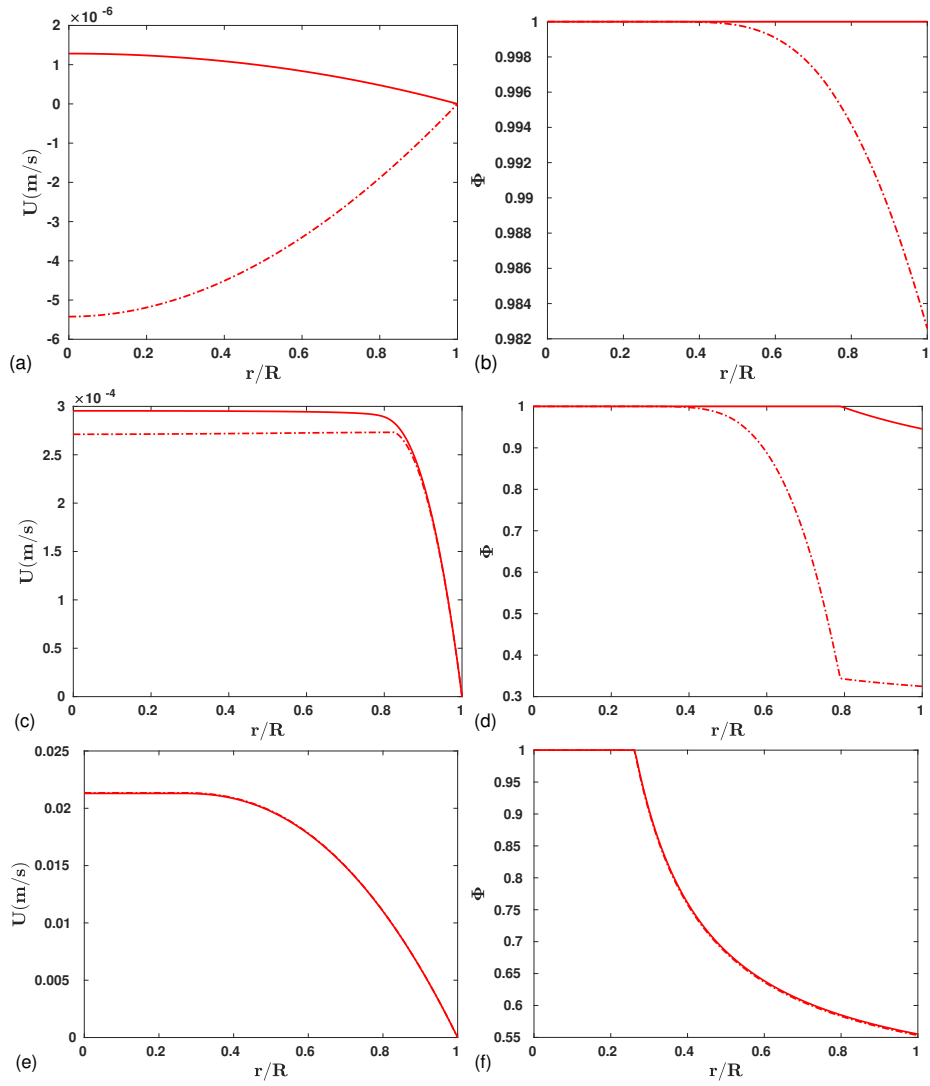 ×10 -6
2
1
0
-1
-2
-3
-4
-5
-6
U(m/s)
0 0.2 0.4 0.6 0.8 1
r/R
(a)
1
0.998
0.996
0.994
0.992
0.99
0.988
0.986
0.984
0.982
Φ
0 0.2 0.4 0.6 0.8 1
r/R
(b)
×10 -4
3
2.5
2
1.5
1
0.5
0
U(m/s)
0 0.2 0.4 0.6 0.8 1
r/R
(c)
1
0.9
0.8
0.7
0.6
0.5
0.4
0.3
Φ
0 0.2 0.4 0.6 0.8 1
r/R
(d)
0.025
0.02
0.015
0.01
0.005
0
U(m/s)
0 0.2 0.4 0.6 0.8 1
r/R
(e)
1
0.95
0.9
0.85
0.8
0.75
0.7
0.65
0.6
0.55
Φ
0 0.2 0.4 0.6 0.8 1
r/R
(f)